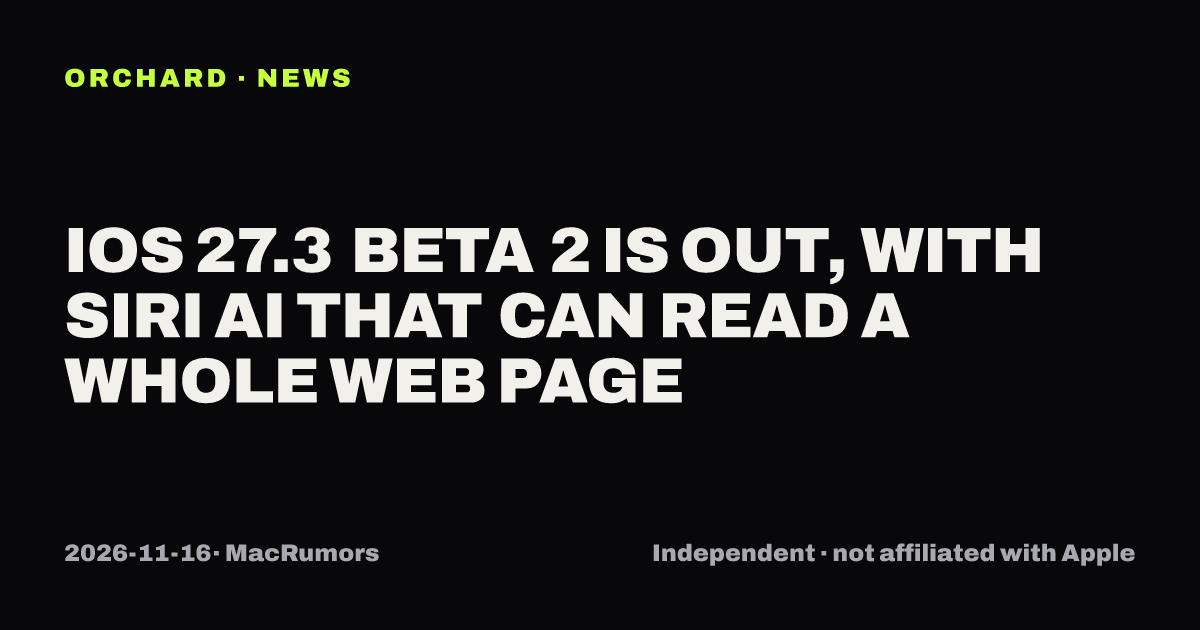 ORCHARD · NEWS
IOS 27.3 BETA 2 IS OUT, WITH
SIRI AI THAT CAN READ A
WHOLE WEB PAGE
2026-11-16· MacRumors
Independent · not affiliated with Apple